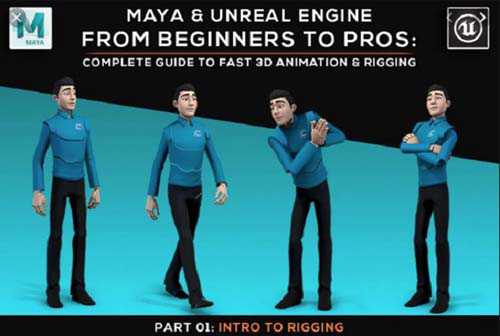 MAYA & UNREAL ENGINE
FROM BEGINNERS TO PROS:
COMPLETE GUIDE TO FAST 3D ANIMATION & RIGGING
M
MAYA
U
PART 01: INTRO TO RIGGING